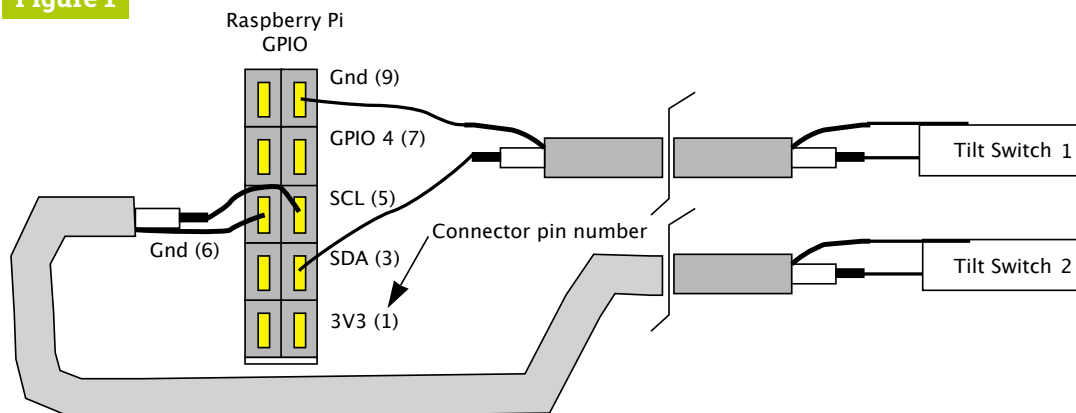 Figure 1
Raspberry Pi
GPIO
Gnd (9)
GPIO 4 (7)
SCL (5)
Gnd (6)
SDA (3)
3V3 (1)
Connector pin number
Tilt Switch 1
Tilt Switch 2